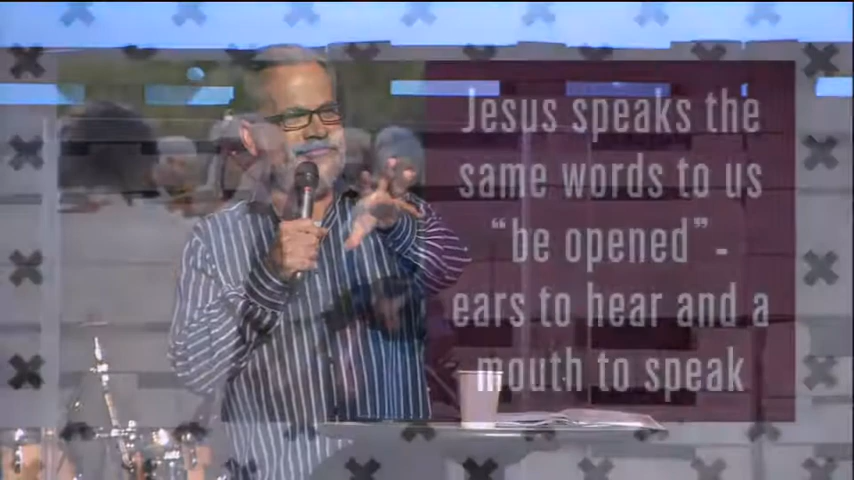 Jesus speaks the
same words to us
“be opened” -
ears to hear and a
mouth to speak